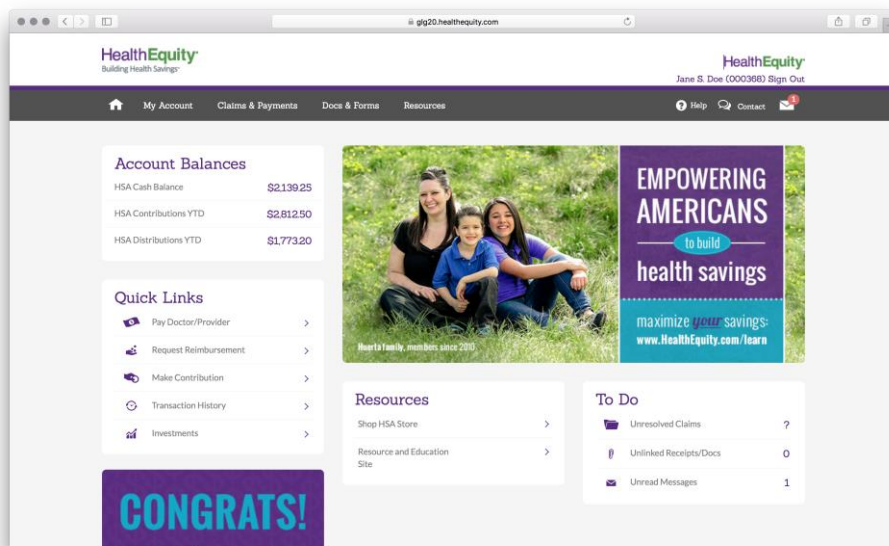 glg20.healthequity.com
HealthEquity
Building Health Savings
HealthEquity
Jane S. Doe (000368) Sign Out
My Account Claims & Payments Docs & Forms Resources Help Contact 1
Account Balances
HSA Cash Balance $2,139.25
HSA Contributions YTD $2,812.50
HSA Distributions YTD $1,773.20
EMPOWERING
AMERICANS
to build
health savings
maximize your savings:
www.HealthEquity.com/learn
Huerta family, members since 2010
Quick Links
Pay Doctor/Provider
Request Reimbursement
Make Contribution
Transaction History
Investments
Resources
Shop HSA Store
Resource and Education
Site
To Do
Unresolved Claims ?
Unlinked Receipts/Docs 0
Unread Messages 1
CONGRATS!